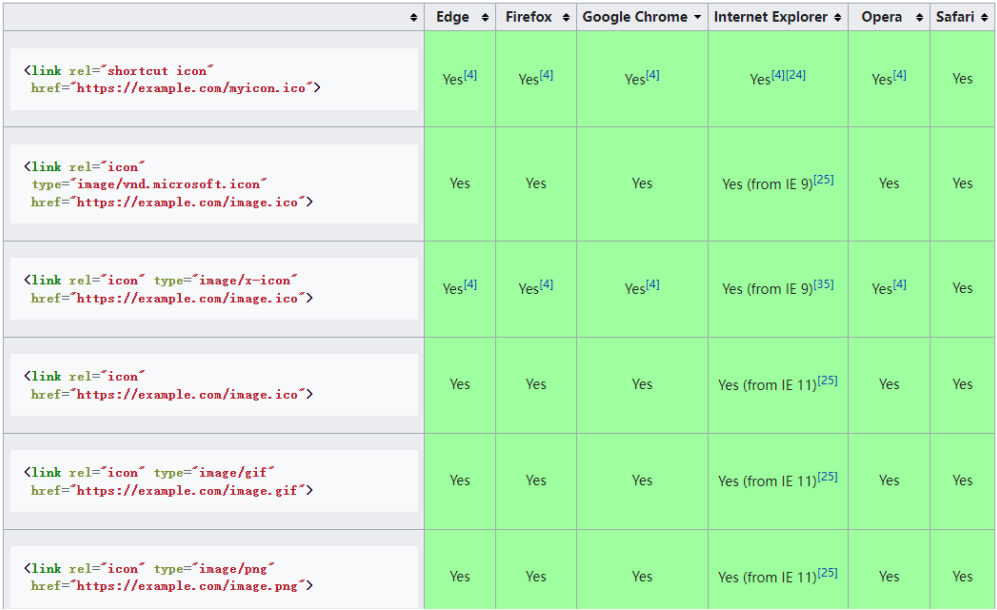 Edge Firefox Google Chrome Internet Explorer Opera Safari
<link rel="shortcut icon"
href="https://example.com/myicon.ico">
Yes[4] Yes[4] Yes[4] Yes[4][24] Yes[4] Yes
<link rel="icon"
type="image/vnd.microsoft.icon"
href="https://example.com/image.ico">
Yes Yes Yes Yes (from IE 9)[25] Yes Yes
<link rel="icon" type="image/x-icon"
href="https://example.com/image.ico">
Yes[4] Yes[4] Yes[4] Yes (from IE 9)[35] Yes[4] Yes
<link rel="icon"
href="https://example.com/image.ico">
Yes Yes Yes Yes (from IE 11)[25] Yes Yes
<link rel="icon" type="image/gif"
href="https://example.com/image.gif">
Yes Yes Yes Yes (from IE 11)[25] Yes Yes
<link rel="icon" type="image/png"
href="https://example.com/image.png">
Yes Yes Yes Yes (from IE 11)[25] Yes Yes